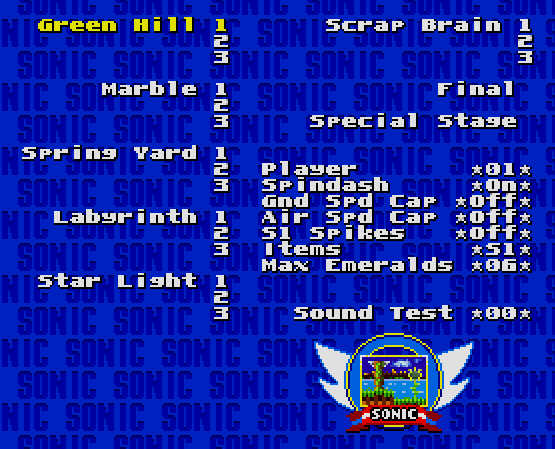 Green Hill 1
2
3
Marble 1
2
3
Spring Yard 1
2
3
Labyrinth 1
2
3
Star Light 1
2
3
Scrap Brain 1
2
3
Final
Special Stage
Player *01*
Spindash *On*
Gnd Spd Cap *Off*
Air Spd Cap *Off*
S1 Spikes *Off*
Items *S1*
Max Emeralds *06*
Sound Test *00*
SONIC